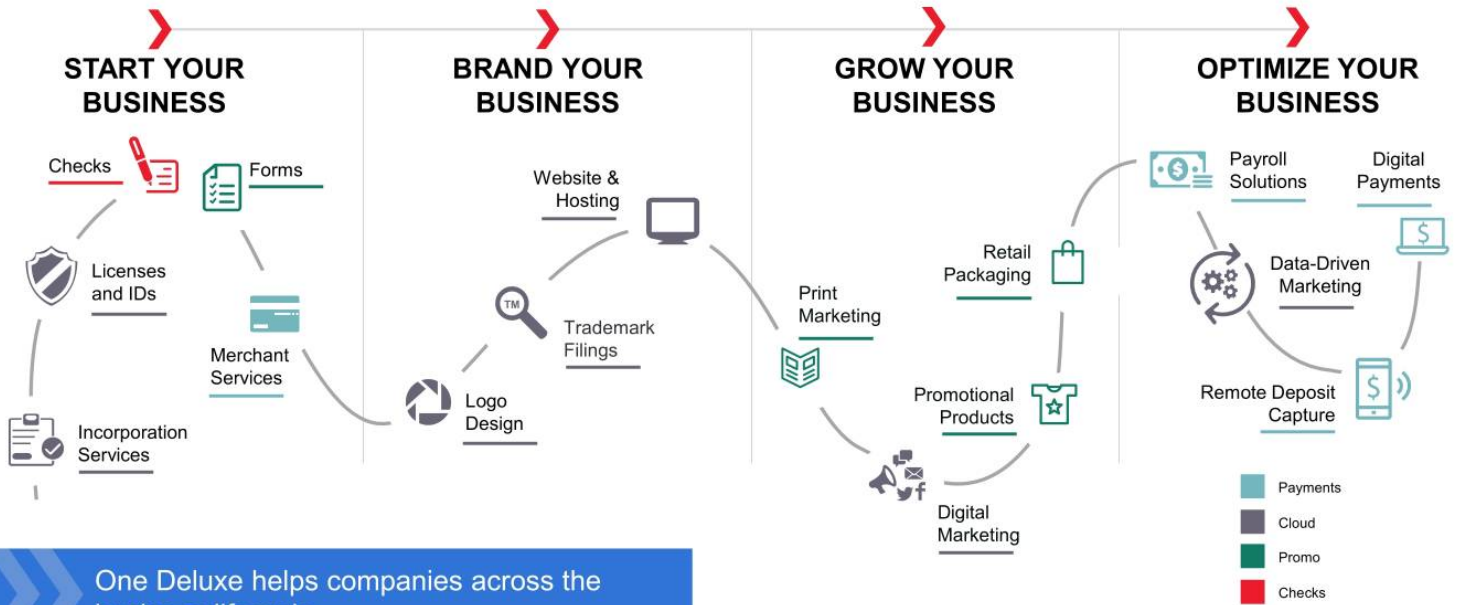 START YOUR
BUSINESS
BRAND YOUR
BUSINESS
GROW YOUR
BUSINESS
OPTIMIZE YOUR
BUSINESS
Checks
Forms
Licenses
and IDs
Merchant
Services
Incorporation
Services
Website &
Hosting
TM
Trademark
Filings
Logo
Design
Print
Marketing
Retail
Packaging
Promotional
Products
Digital
Marketing
Payroll
Solutions
Digital
Payments
$
$
Data-Driven
Marketing
Remote Deposit
Capture
$
Payments
Cloud
Promo
Checks
One Deluxe helps companies across the